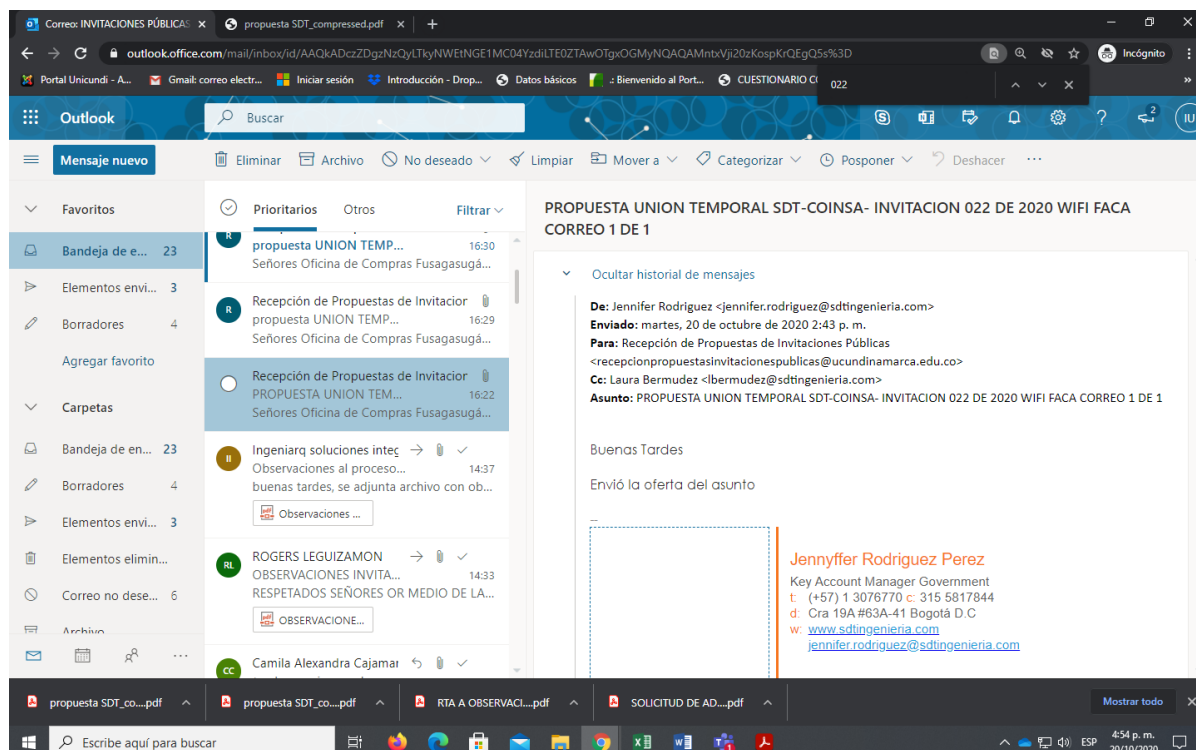 Correo: INVITACIONES PÚBLICAS
propuesta SDT_compressed.pdf
outlook.office.com/mail/inbox/id/AAQkADczZDgzNzQyLTkyNWEtNGE1MC04YzdiLTE0ZTAwOTgxOGMyNQAQAMntxVji20zKospKrQEgQ5s%3D
Incógnito
Portal Unicundi - A...
Gmail: correo electr...
Iniciar sesión
Introducción - Drop...
Datos básicos
.: Bienvenido al Port...
CUESTIONARIO C
022
Outlook
Buscar
2
IU
Mensaje nuevo
Eliminar
Archivo
No deseado
Limpiar
Mover a
Categorizar
Posponer
Deshacer
Favoritos
Bandeja de e... 23
Elementos envi... 3
Borradores 4
Agregar favorito
Carpetas
Bandeja de en... 23
Borradores 4
Elementos envi... 3
Elementos elimin...
Correo no dese... 6
Archivo
Prioritarios Otros Filtrar
R
propuesta UNION TEMP... 16:30
Señores Oficina de Compras Fusagasugá...
R
Recepción de Propuestas de Invitacion
propuesta UNION TEMP... 16:29
Señores Oficina de Compras Fusagasugá...
Recepción de Propuestas de Invitacion
PROPUESTA UNION TEM... 16:22
Señores Oficina de Compras Fusagasugá...
II
Ingeniarq soluciones integ
Observaciones al proceso... 14:37
buenas tardes, se adjunta archivo con ob...
Observaciones ...
RL
ROGERS LEGUIZAMON
OBSERVACIONES INVITA... 14:33
RESPETADOS SEÑORES OR MEDIO DE LA...
OBSERVACIONE...
CC
Camila Alexandra Cajamar
PROPUESTA UNION TEMPORAL SDT-COINSA- INVITACION 022 DE 2020 WIFI FACA
CORREO 1 DE 1
Ocultar historial de mensajes
De: Jennifer Rodriguez <jennifer.rodriguez@sdtingenieria.com>
Enviado: martes, 20 de octubre de 2020 2:43 p. m.
Para: Recepción de Propuestas de Invitaciones Públicas
<recepcionpropuestasinvitacionespublicas@ucundinamarca.edu.co>
Cc: Laura Bermudez <lbermudez@sdtingenieria.com>
Asunto: PROPUESTA UNION TEMPORAL SDT-COINSA- INVITACION 022 DE 2020 WIFI FACA CORREO 1 DE 1
Buenas Tardes
Envió la oferta del asunto
--
Jennyffer Rodriguez Perez
Key Account Manager Government
t: (+57) 1 3076770 c: 315 5817844
d: Cra 19A #63A-41 Bogotá D.C
w: www.sdtingenieria.com
jennifer.rodriguez@sdtingenieria.com
propuesta SDT_co....pdf
propuesta SDT_co....pdf
RTA A OBSERVACI....pdf
SOLICITUD DE AD....pdf
Mostrar todo
Escribe aquí para buscar
ESP
4:54 p. m.
20/10/2020